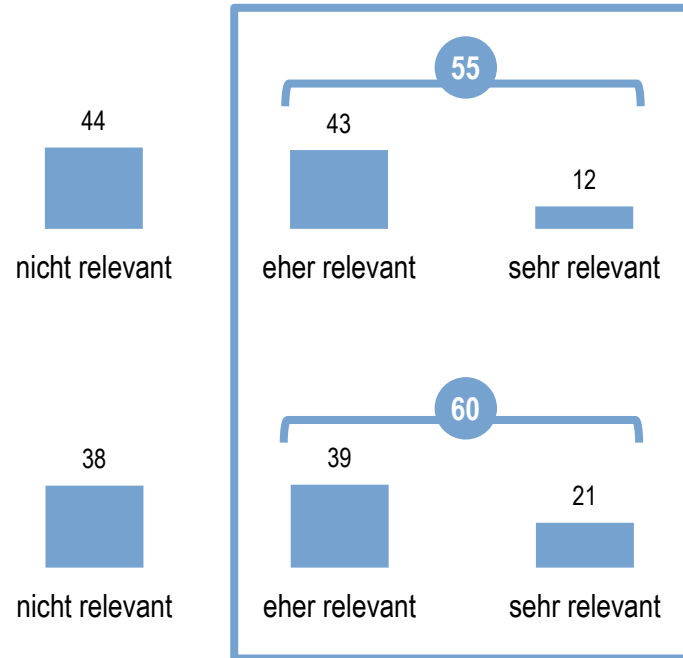 55
44
43
12
nicht relevant
eher relevant
sehr relevant
60
38
39
21
nicht relevant
eher relevant
sehr relevant